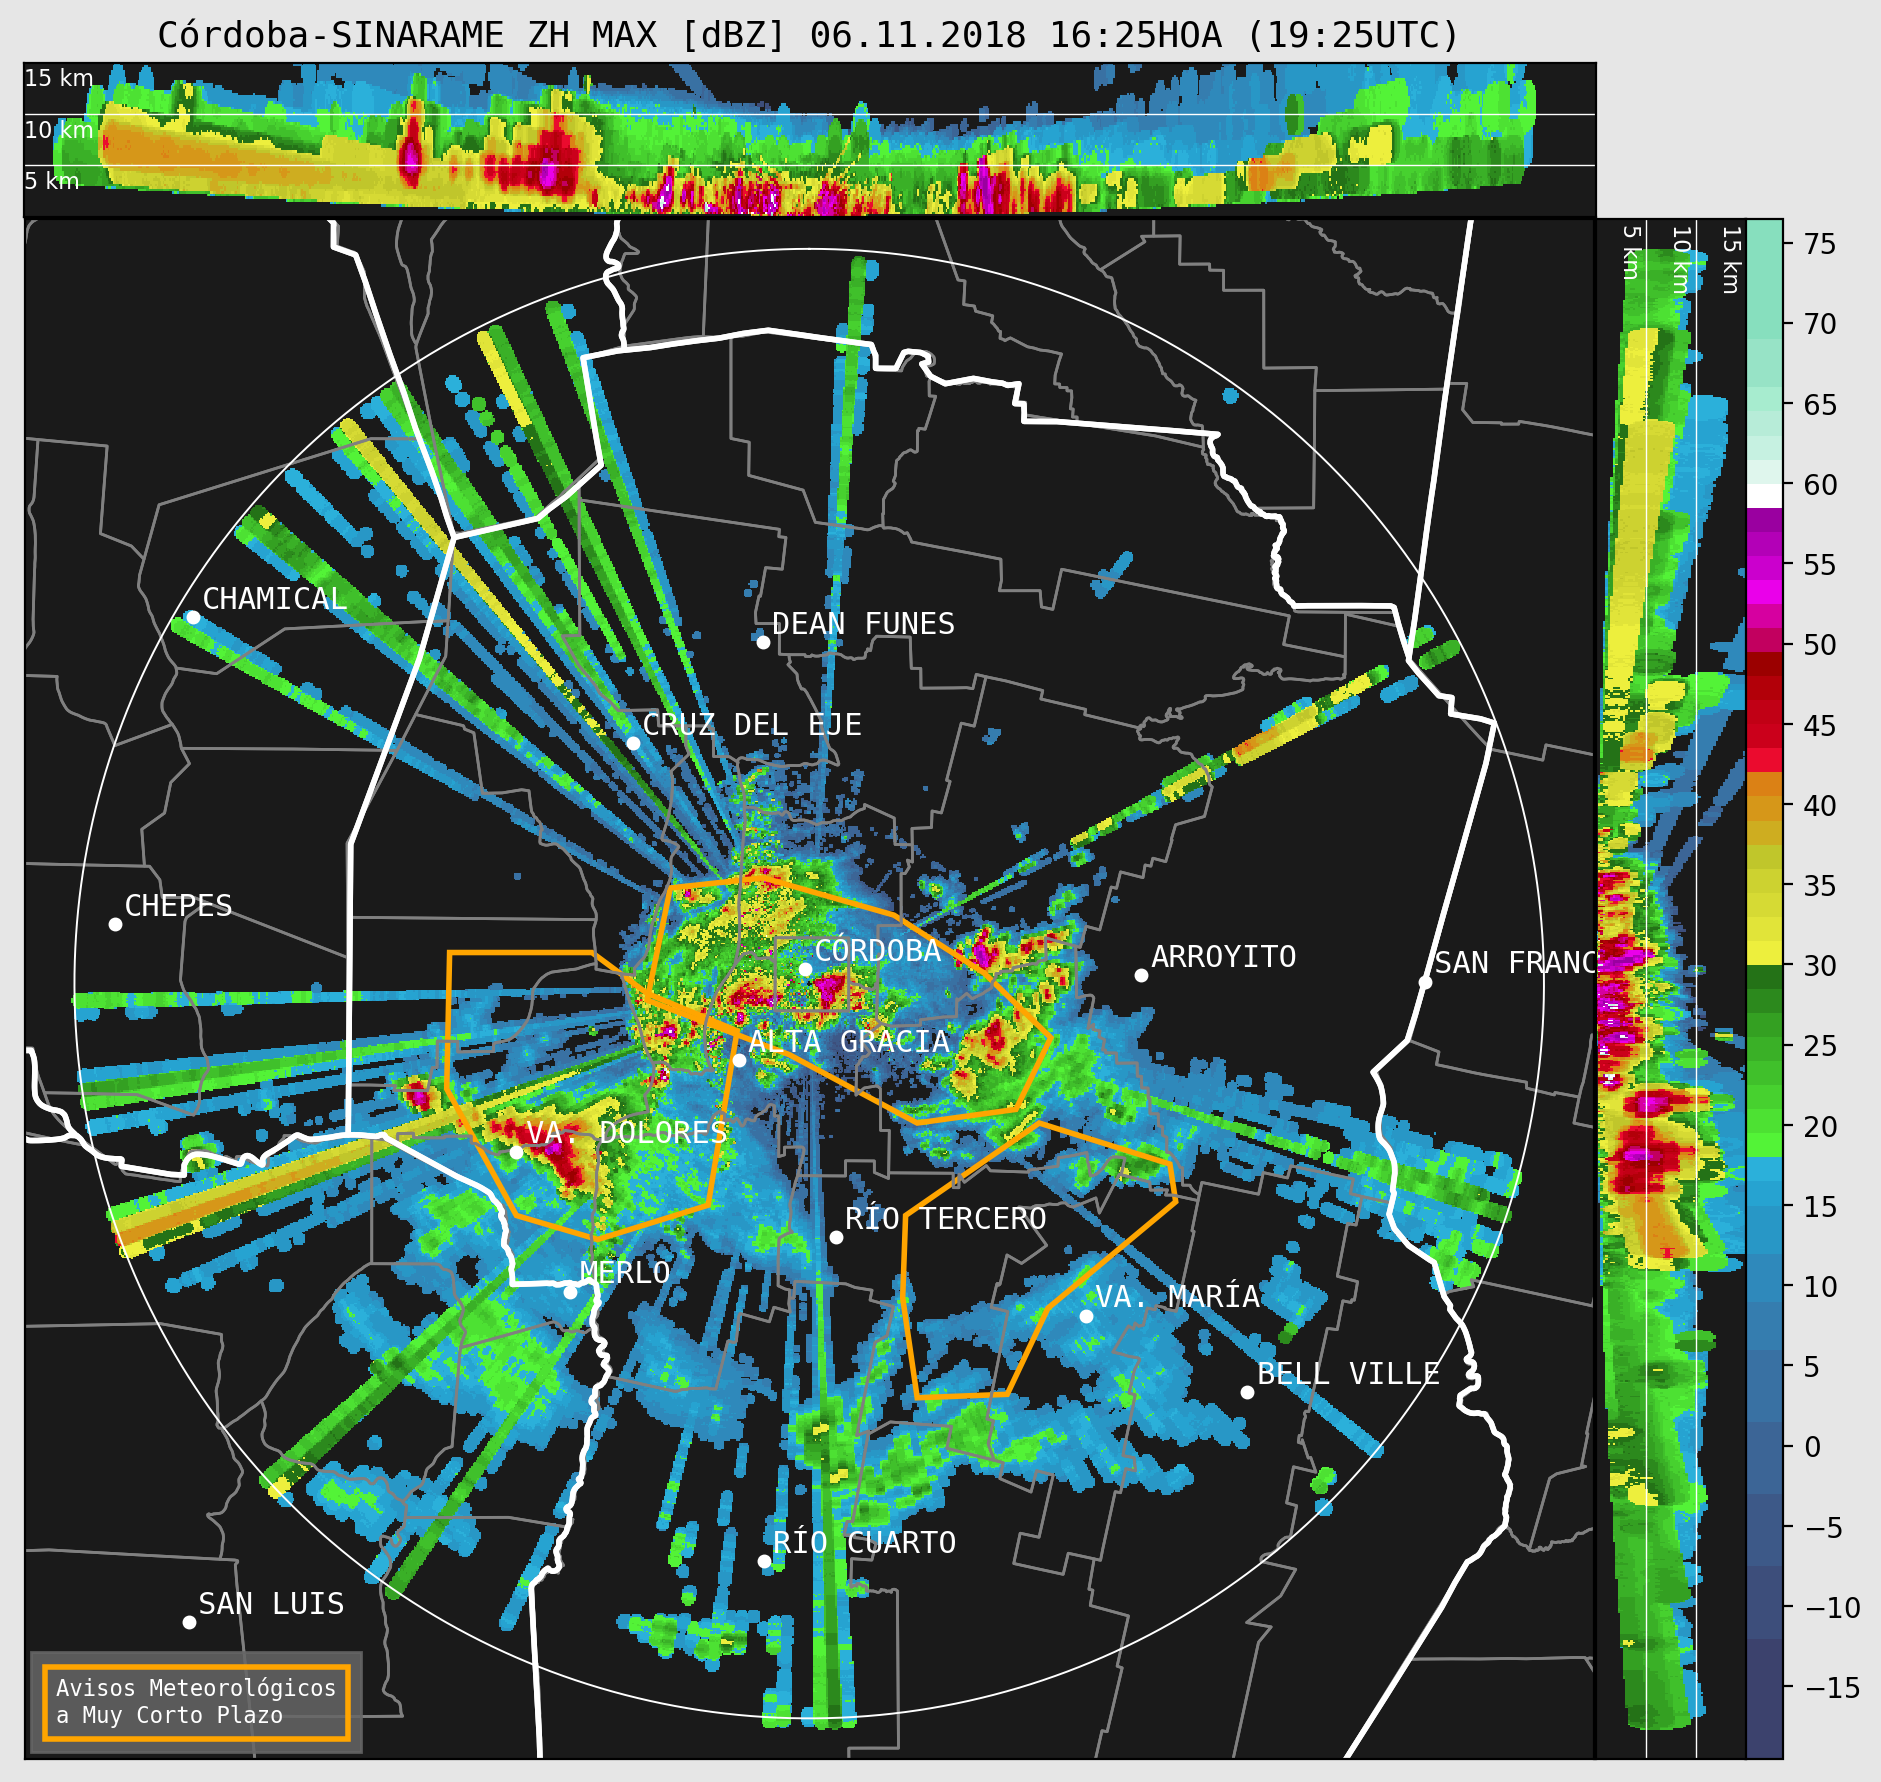 Córdoba-SINARAME ZH MAX [dBZ] 06.11.2018 16:25HOA (19:25UTC)
15 km
10 km
5 km
5 km
10 km
15 km
75
70
65
60
55
50
45
40
35
30
25
20
15
10
5
0
−5
−10
−15
CHAMICAL
DEAN FUNES
CRUZ DEL EJE
CHEPES
CÓRDOBA
ARROYITO
SAN FRANC
ALTA GRACIA
VA. DOLORES
RÍO TERCERO
MERLO
VA. MARÍA
BELL VILLE
RÍO CUARTO
SAN LUIS
Avisos Meteorológicos
a Muy Corto Plazo